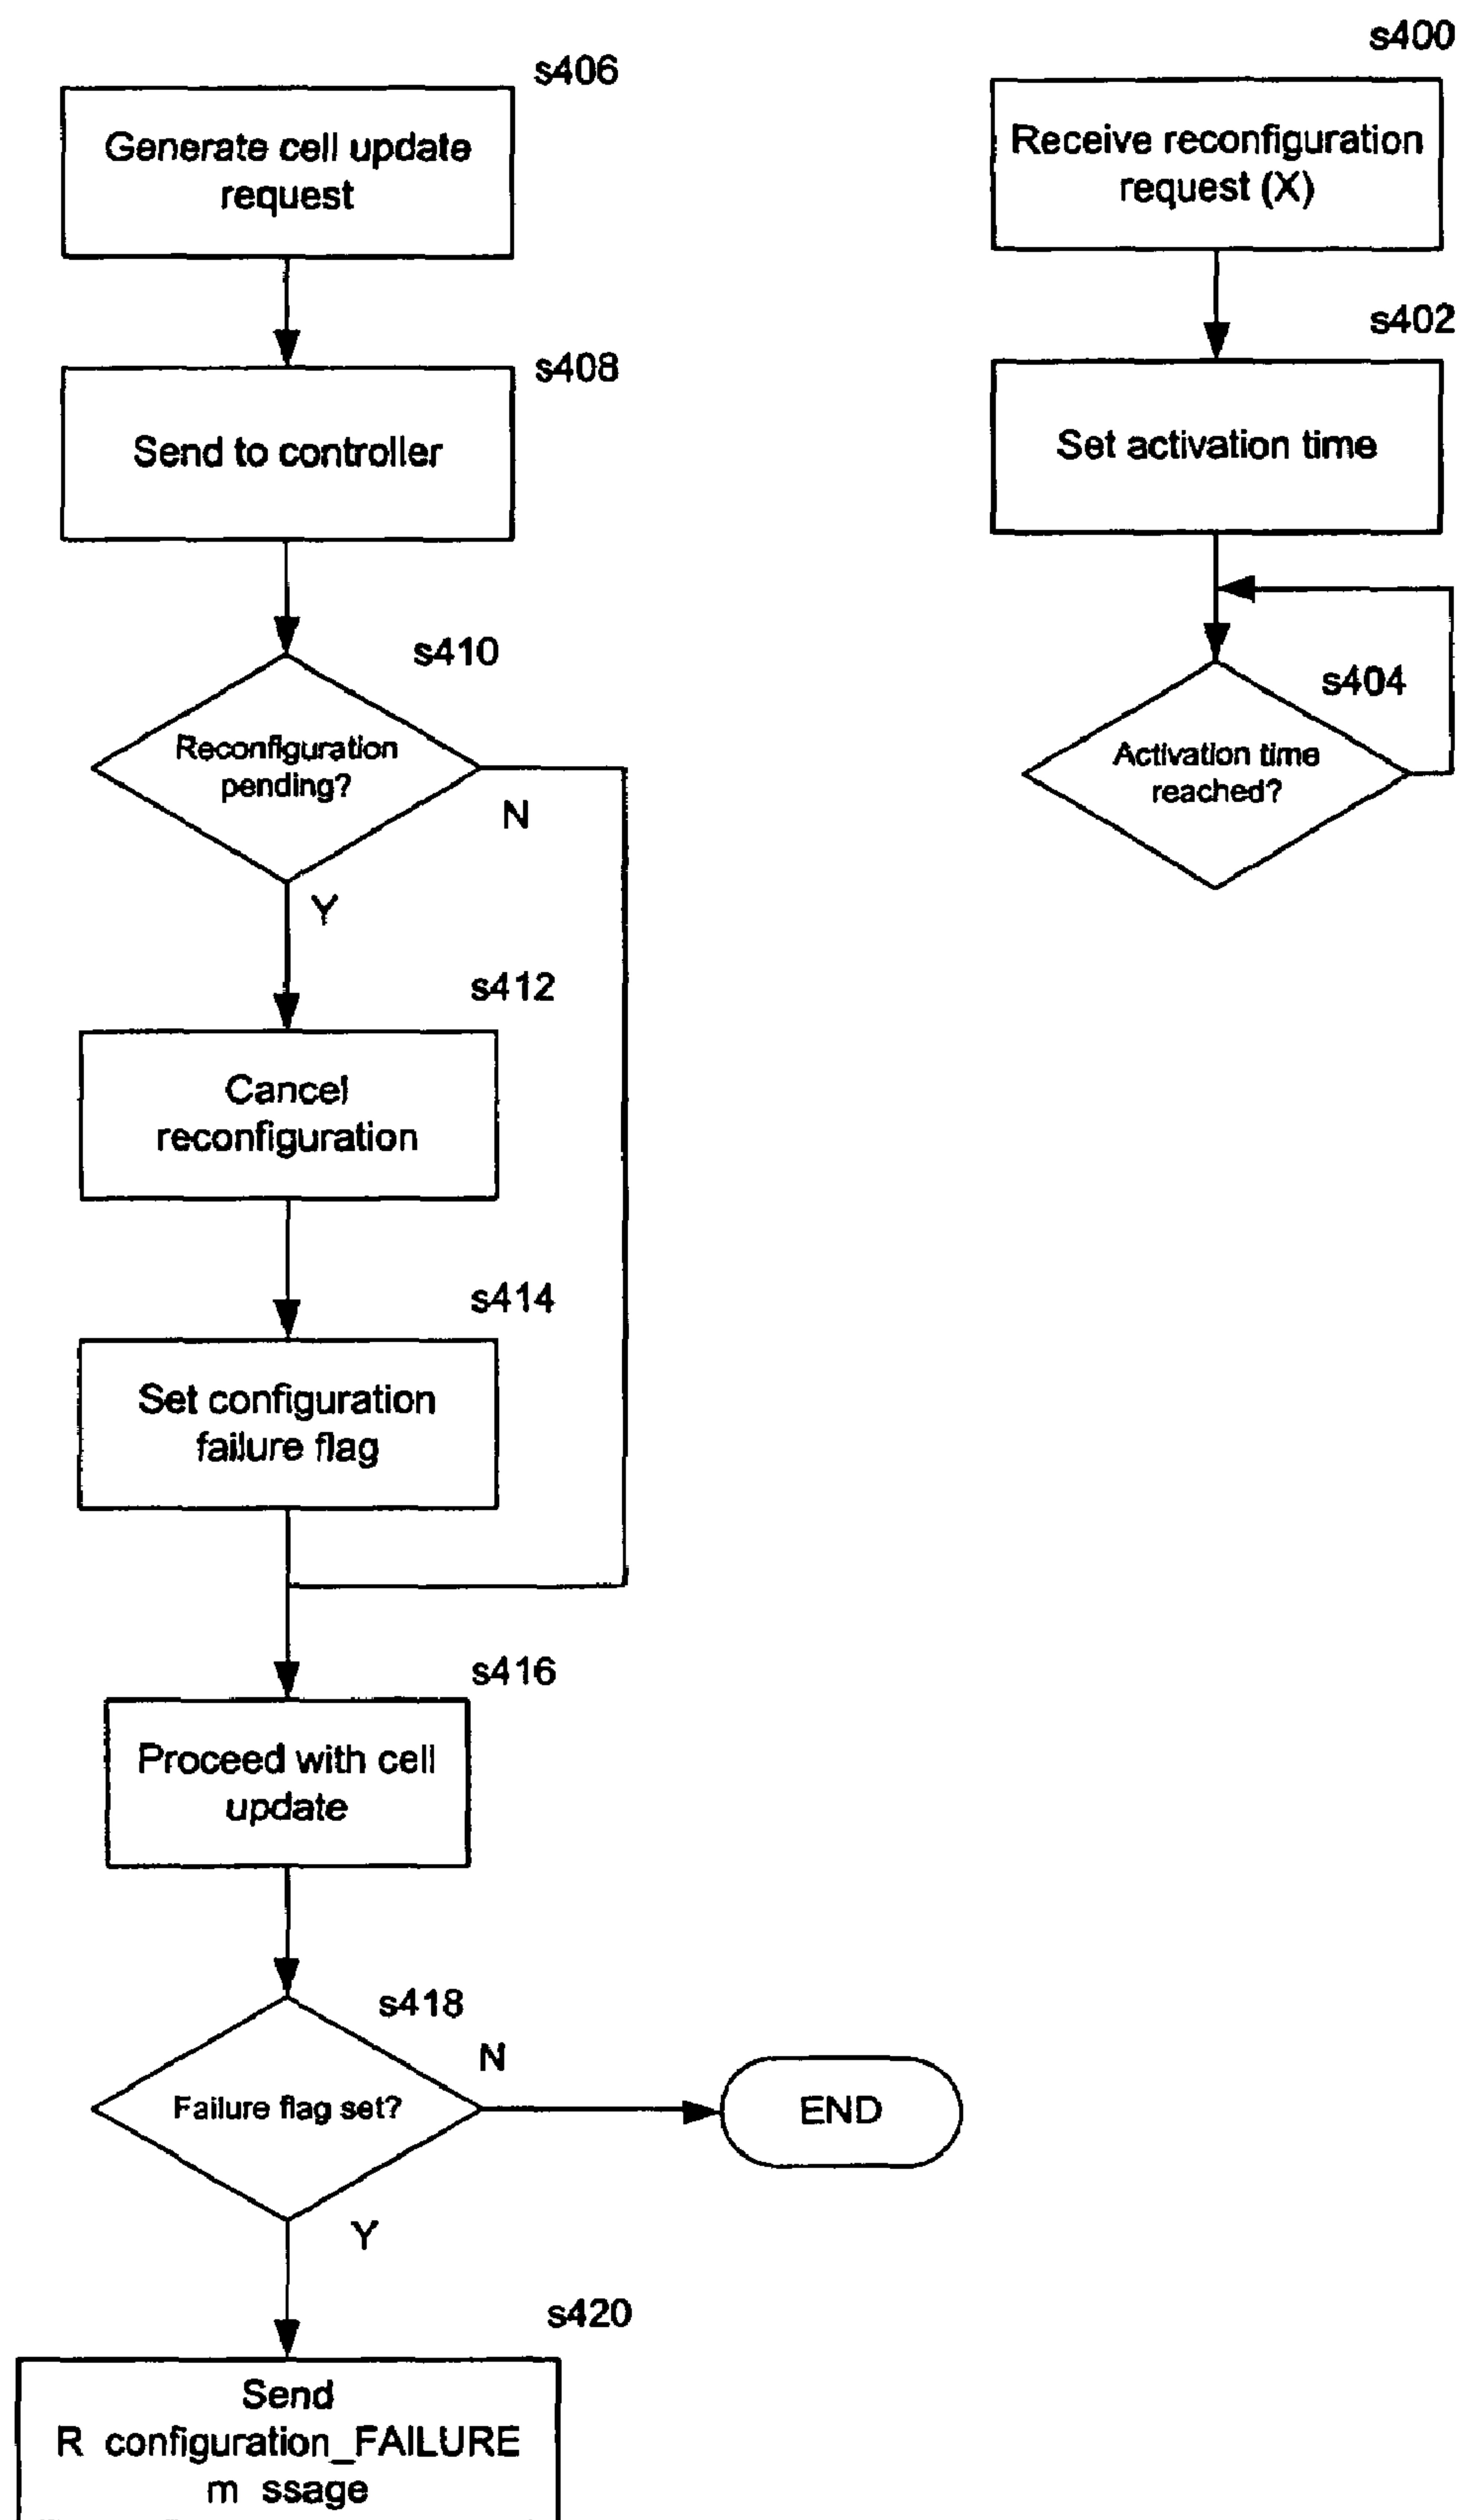 s406
Generate cell update
request
s408
Send to controller
s410
Reconfiguration
pending?
N
Y
s412
Cancel
reconfiguration
s414
Set configuration
failure flag
s416
Proceed with cell
update
s418
N
Failure flag set?
END
Y
s420
Send
R configuration_FAILURE
m ssage
s400
Receive reconfiguration
request (X)
s402
Set activation time
s404
Activation time
reached?